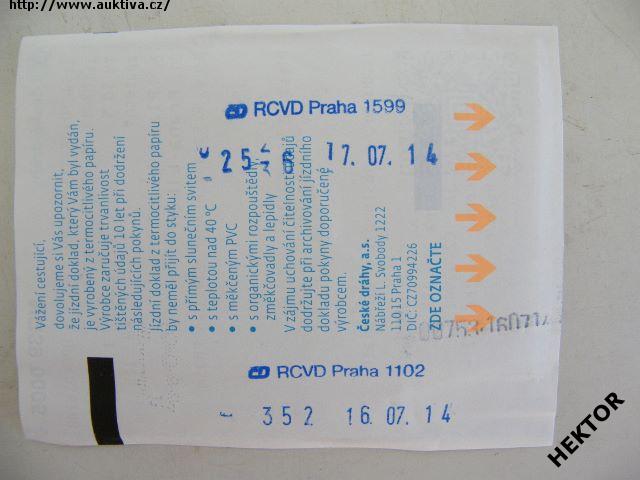 http://www.auktiva.cz/
RCVD Praha 1599
17.07.14
Vážení cestující,
dovolujeme si Vás upozornit,
že jízdní doklad, který Vám byl vydán,
je vyroben z termocitlivého papíru.
Výrobce zaručuje trvanlivost
tištěných údajů 10 let při dodržení
následujících pokynů.
Jízdní doklad z termocitlivého papíru
by neměl přijít do styku:
• s přímým slunečním svitem
• s teplotou nad 40 °C
• s měkčeným PVC
• s organickými rozpouštědly,
změkčovadly a lepidly
V zájmu uchování čitelnosti údajů
dodržujte při archivování jízdního
dokladu pokyny doporučené
výrobcem.
České dráhy, a.s.
Nábřeží L. Svobody 1222
110 15 Praha 1
DIČ: CZ70994226
ZDE OZNAČTE
RCVD Praha 1102
352 16.07.14
HEKTOR